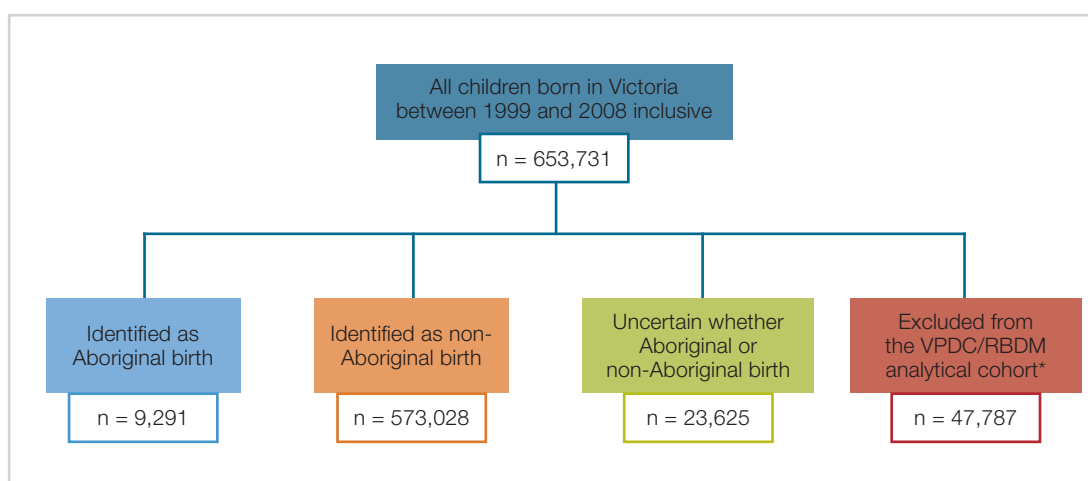 All children born in Victoria
between 1999 and 2008 inclusive
n = 653,731
Identified as
Aboriginal birth
n = 9,291
Identified as non-
Aboriginal birth
n = 573,028
Uncertain whether
Aboriginal or
non-Aboriginal birth
n = 23,625
Excluded from
the VPDC/RBDM
analytical cohort*
n = 47,787